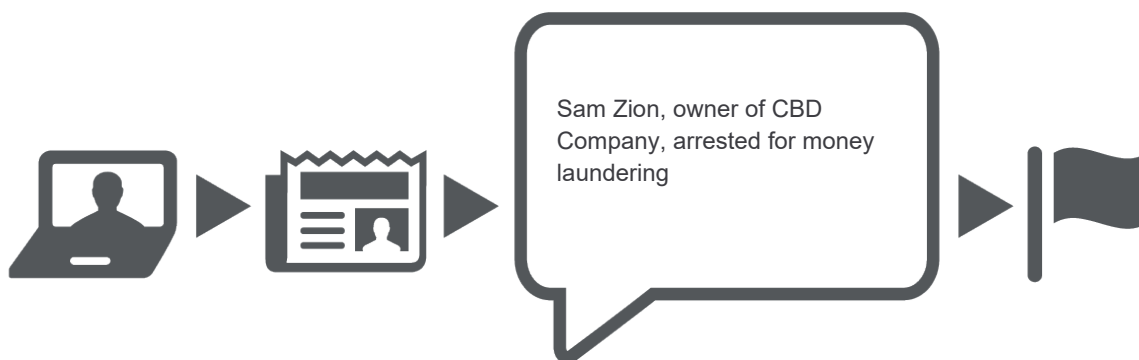 Sam Zion, owner of CBD
Company, arrested for money
laundering